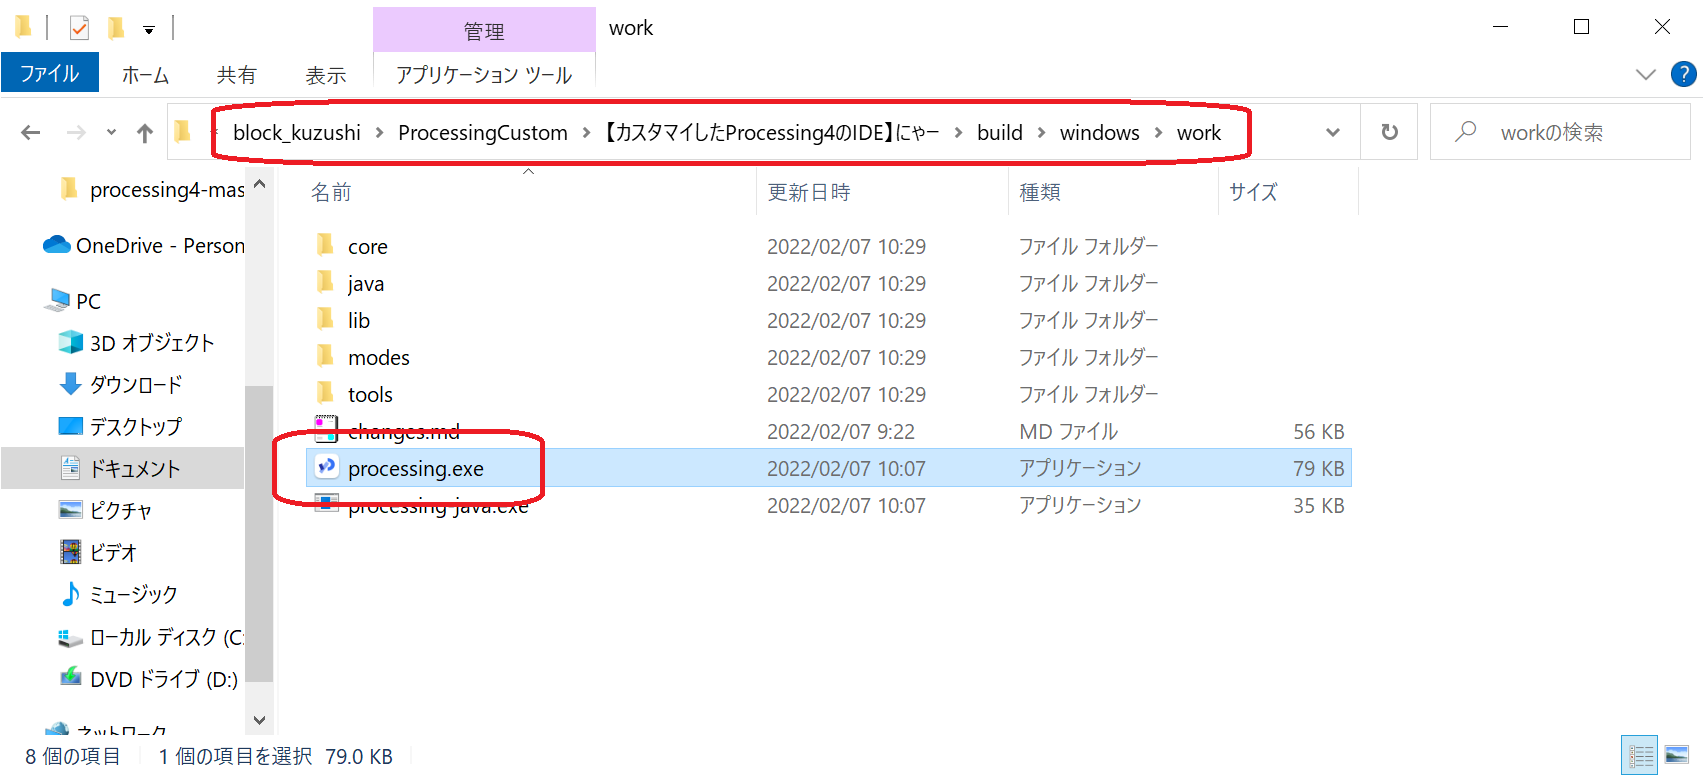 管理
work
ファイル ホーム 共有 表示 アプリケーション ツール
block_kuzushi ProcessingCustom 【カスタマイしたProcessing4のIDE】にゃー build windows work
workの検索
processing4-mas
OneDrive - Person
PC
3D オブジェクト
ダウンロード
デスクトップ
ドキュメント
ピクチャ
ビデオ
ミュージック
ローカル ディスク (C:
DVD ドライブ (D:)
ネットワーク
名前 更新日時 種類 サイズ
core 2022/02/07 10:29 ファイル フォルダー
java 2022/02/07 10:29 ファイル フォルダー
lib 2022/02/07 10:29 ファイル フォルダー
modes 2022/02/07 10:29 ファイル フォルダー
tools 2022/02/07 10:29 ファイル フォルダー
changes.md 2022/02/07 9:22 MD ファイル 56 KB
processing.exe 2022/02/07 10:07 アプリケーション 79 KB
processing-java.exe 2022/02/07 10:07 アプリケーション 35 KB
8 個の項目 1 個の項目を選択 79.0 KB